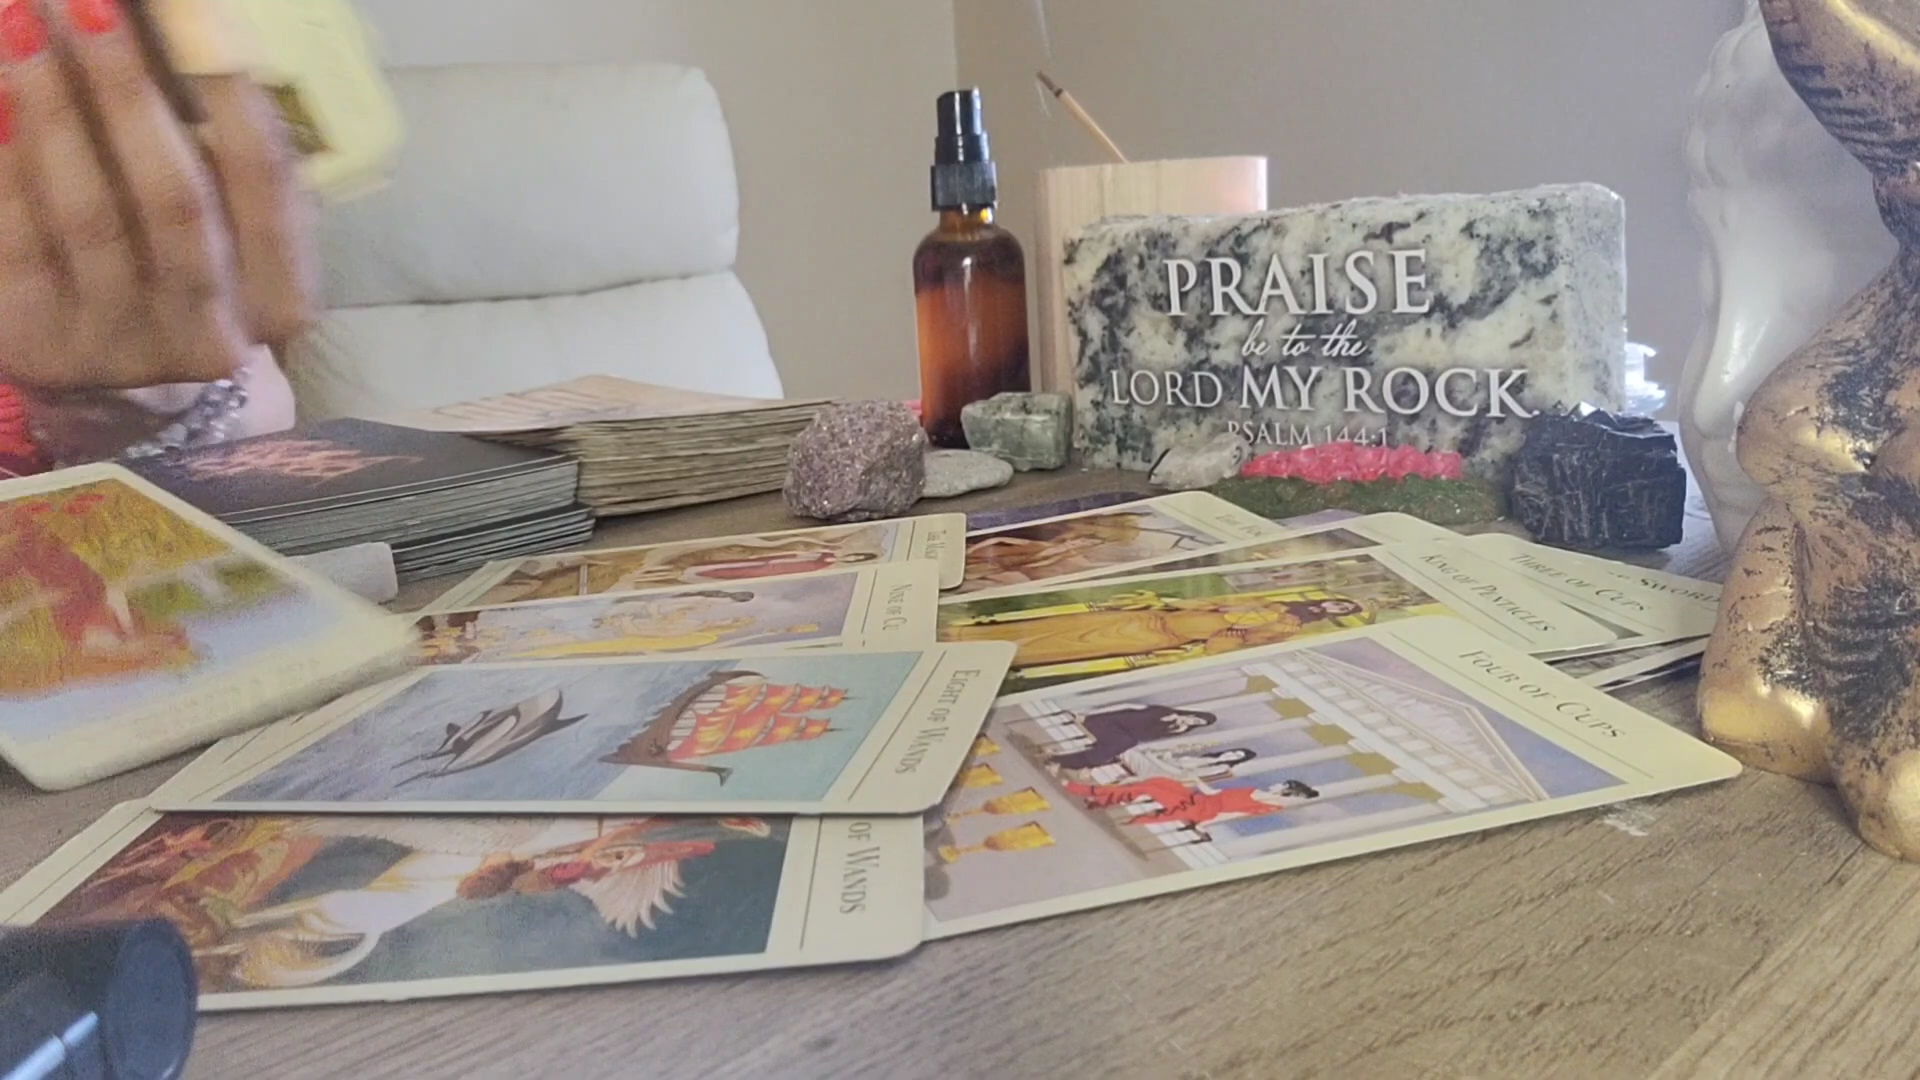 PRAISE
be to the
LORD MY ROCK.
PSALM 144:1
THREE OF CUPS
KING OF PENTACLES
FOUR OF CUPS
EIGHT OF WANDS
OF WANDS